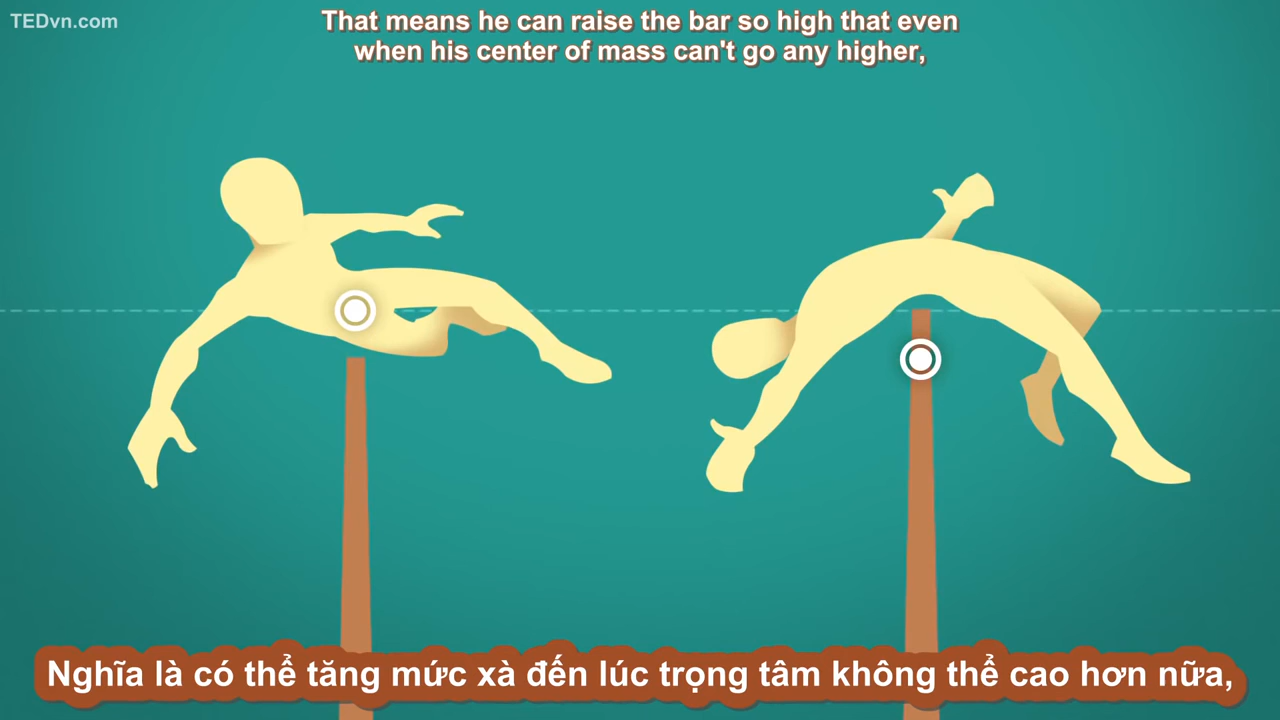 TEDvn.com
That means he can raise the bar so high that even
when his center of mass can't go any higher,
Nghĩa là có thể tăng mức xà đến lúc trọng tâm không thể cao hơn nữa,